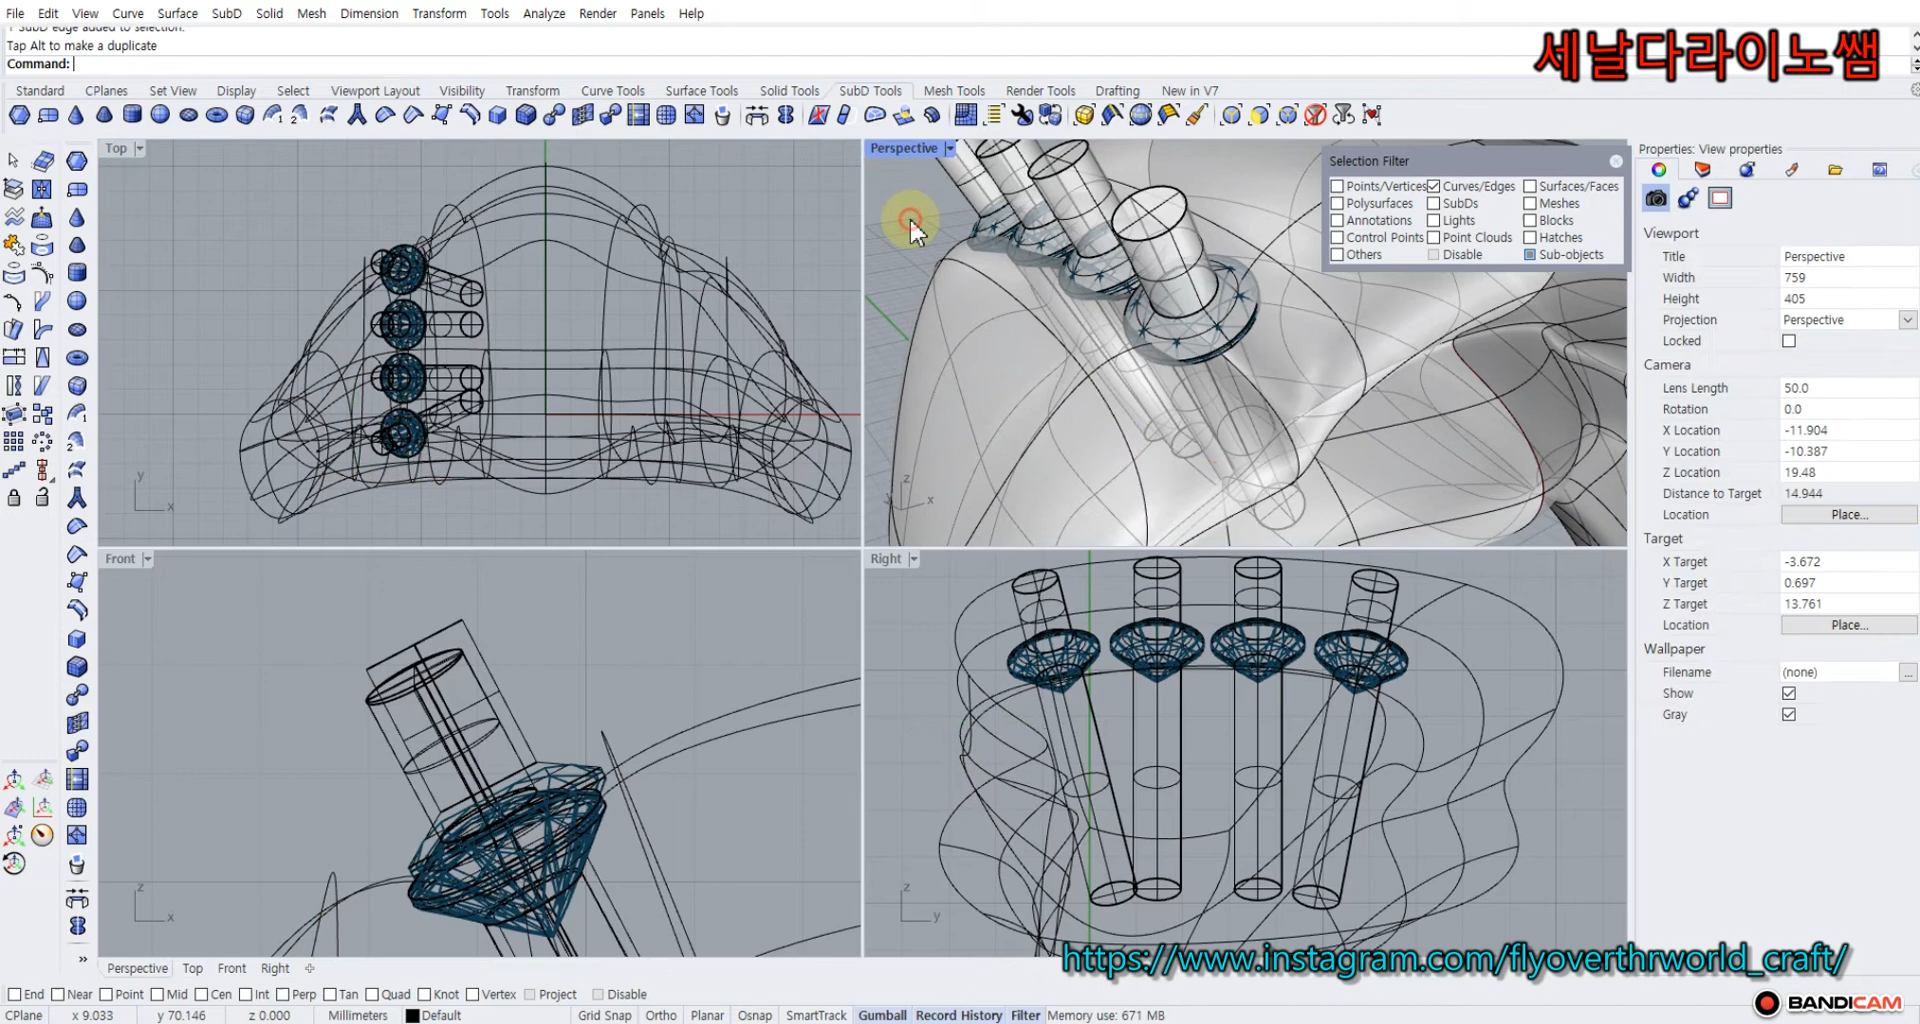 File Edit View Curve Surface SubD Solid Mesh Dimension Transform Tools Analyze Render Panels Help
1 SubD edge added to selection.
Tap Alt to make a duplicate
Command:
세날다라이노쌤
Standard CPlanes Set View Display Select Viewport Layout Visibility Transform Curve Tools Surface Tools Solid Tools SubD Tools Mesh Tools Render Tools Drafting New in V7
Top
Perspective
Selection Filter
Points/Vertices Curves/Edges Surfaces/Faces
Polysurfaces SubDs Meshes
Annotations Lights Blocks
Control Points Point Clouds Hatches
Others Disable Sub-objects
y
x
z
x
Front
Right
z
x
z
y
Properties: View properties
Viewport
Title Perspective
Width 759
Height 405
Projection Perspective
Locked
Camera
Lens Length 50.0
Rotation 0.0
X Location -11.904
Y Location -10.387
Z Location 19.48
Distance to Target 14.944
Location Place...
Target
X Target -3.672
Y Target 0.697
Z Target 13.761
Location Place...
Wallpaper
Filename (none) ...
Show
Gray
https://www.instagram.com/flyoverthrworld_craft/
Perspective Top Front Right
End Near Point Mid Cen Int Perp Tan Quad Knot Vertex Project Disable
BANDICAM
CPlane x 9.033 y 70.146 z 0.000 Millimeters Default Grid Snap Ortho Planar Osnap SmartTrack Gumball Record History Filter Memory use: 671 MB